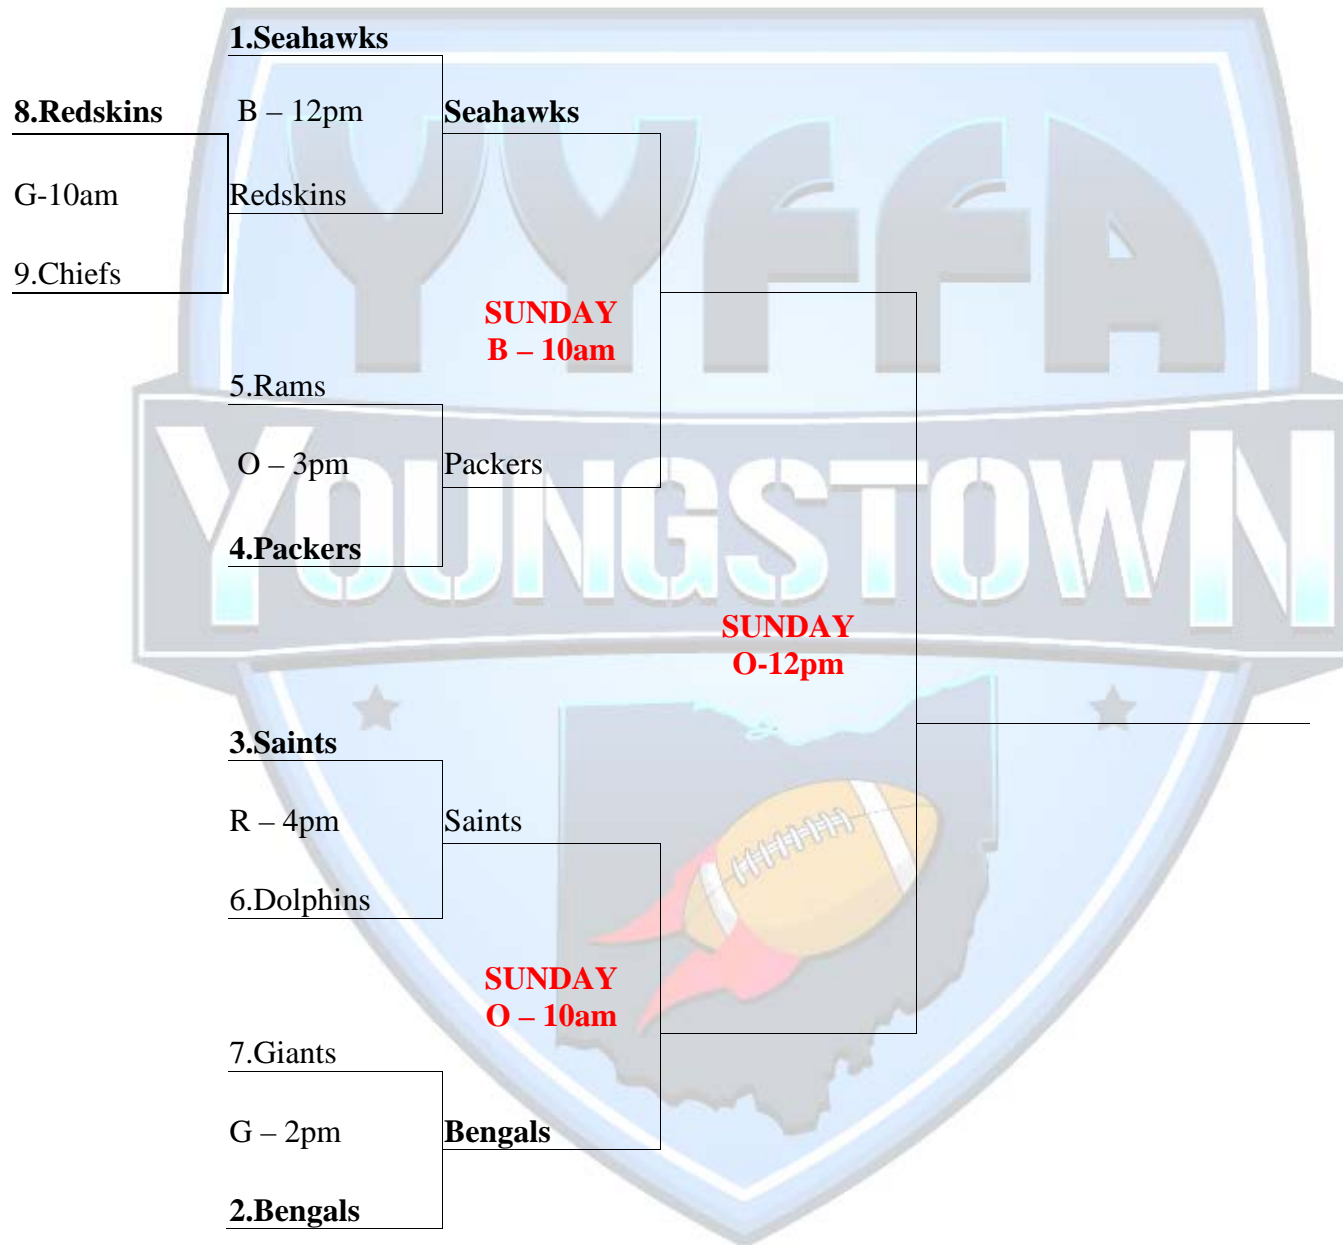 1.Seahawks
8.Redskins
B – 12pm
Seahawks
G-10am
Redskins
9.Chiefs
SUNDAY
B – 10am
5.Rams
O – 3pm
Packers
4.Packers
SUNDAY
O-12pm
3.Saints
R – 4pm
Saints
6.Dolphins
SUNDAY
O – 10am
7.Giants
G – 2pm
Bengals
2.Bengals
YYFFA
YOUNGSTOWN